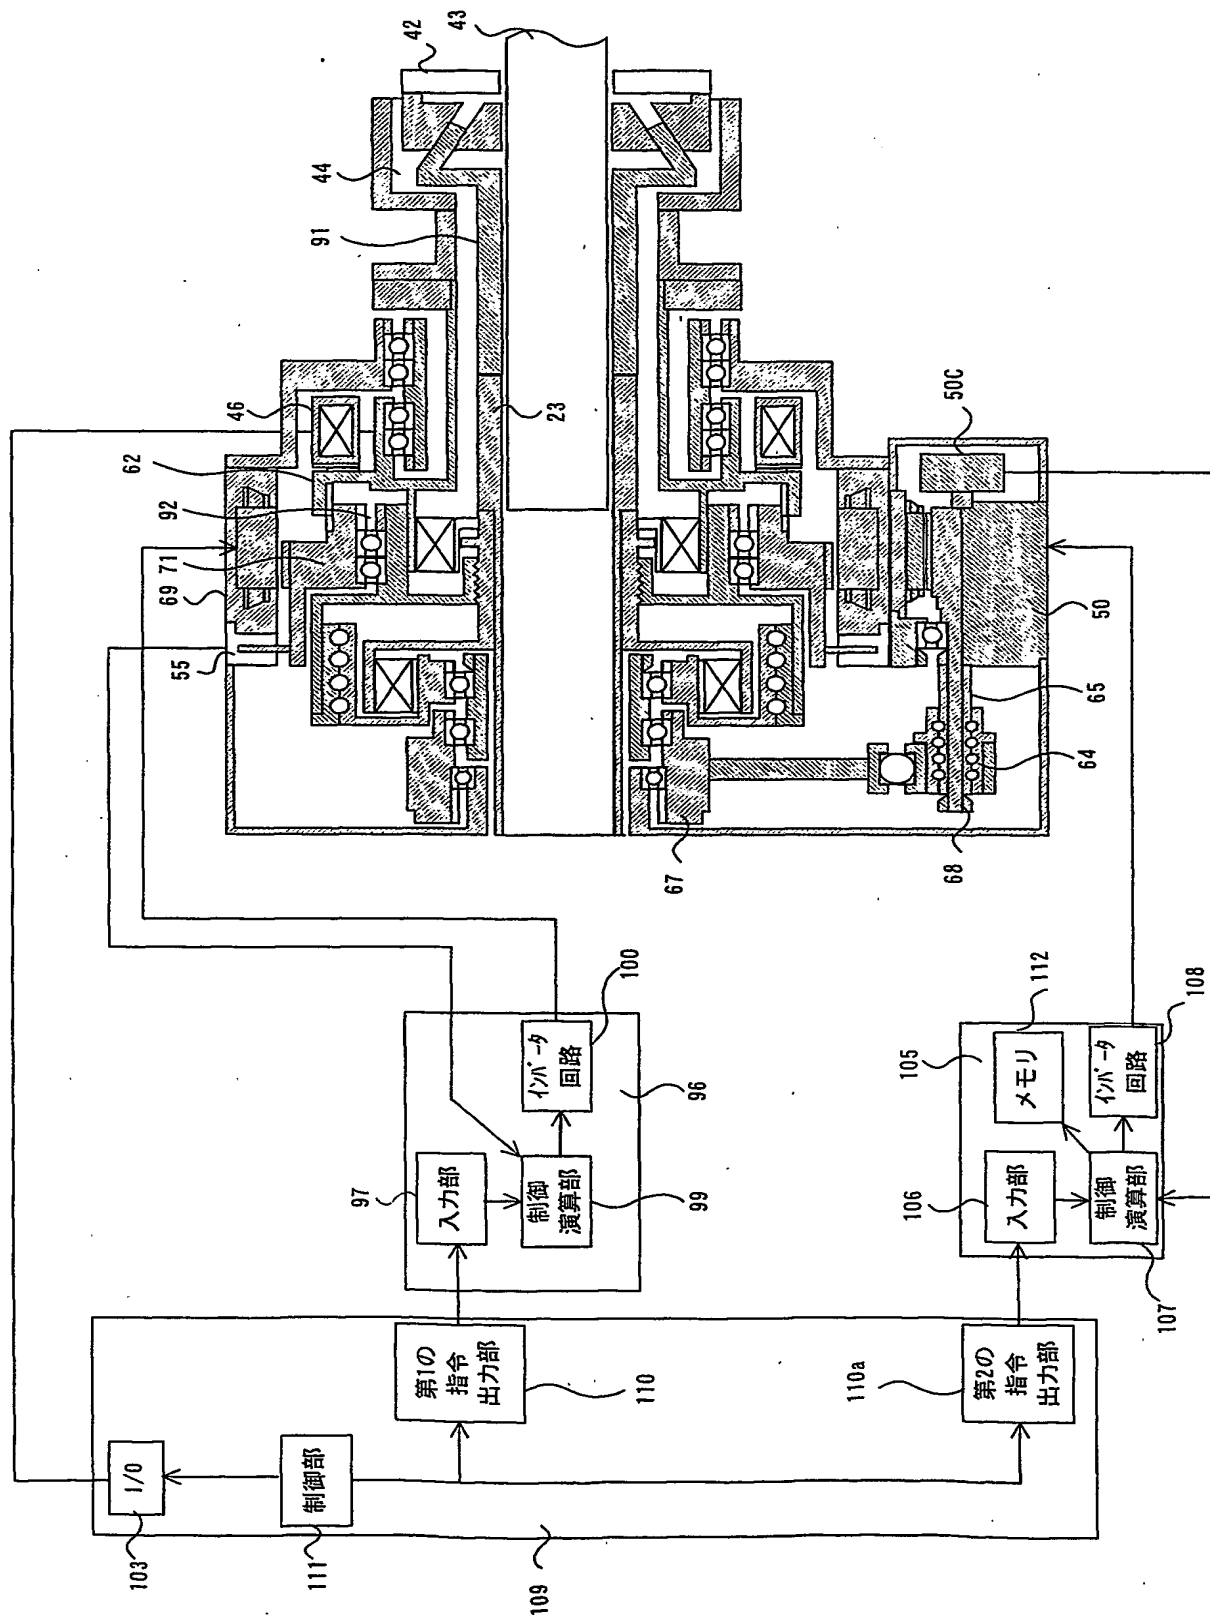 43
42
44
91
46
62
92
71
69
55
23
50C
50
65
64
68
67
100
インバータ
回路
96
97
入力部
制御
演算部
99
112
108
105
メモリ
インバータ
回路
106
入力部
制御
演算部
107
第1の
指令
出力部
110
110a
第2の
指令
出力部
I/O
103
制御部
111
109